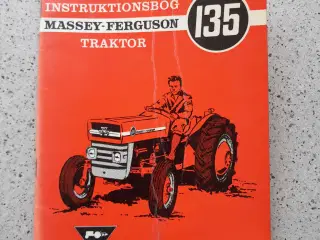 INSTRUKTIONSBOG
MASSEY-FERGUSON
TRAKTOR
135